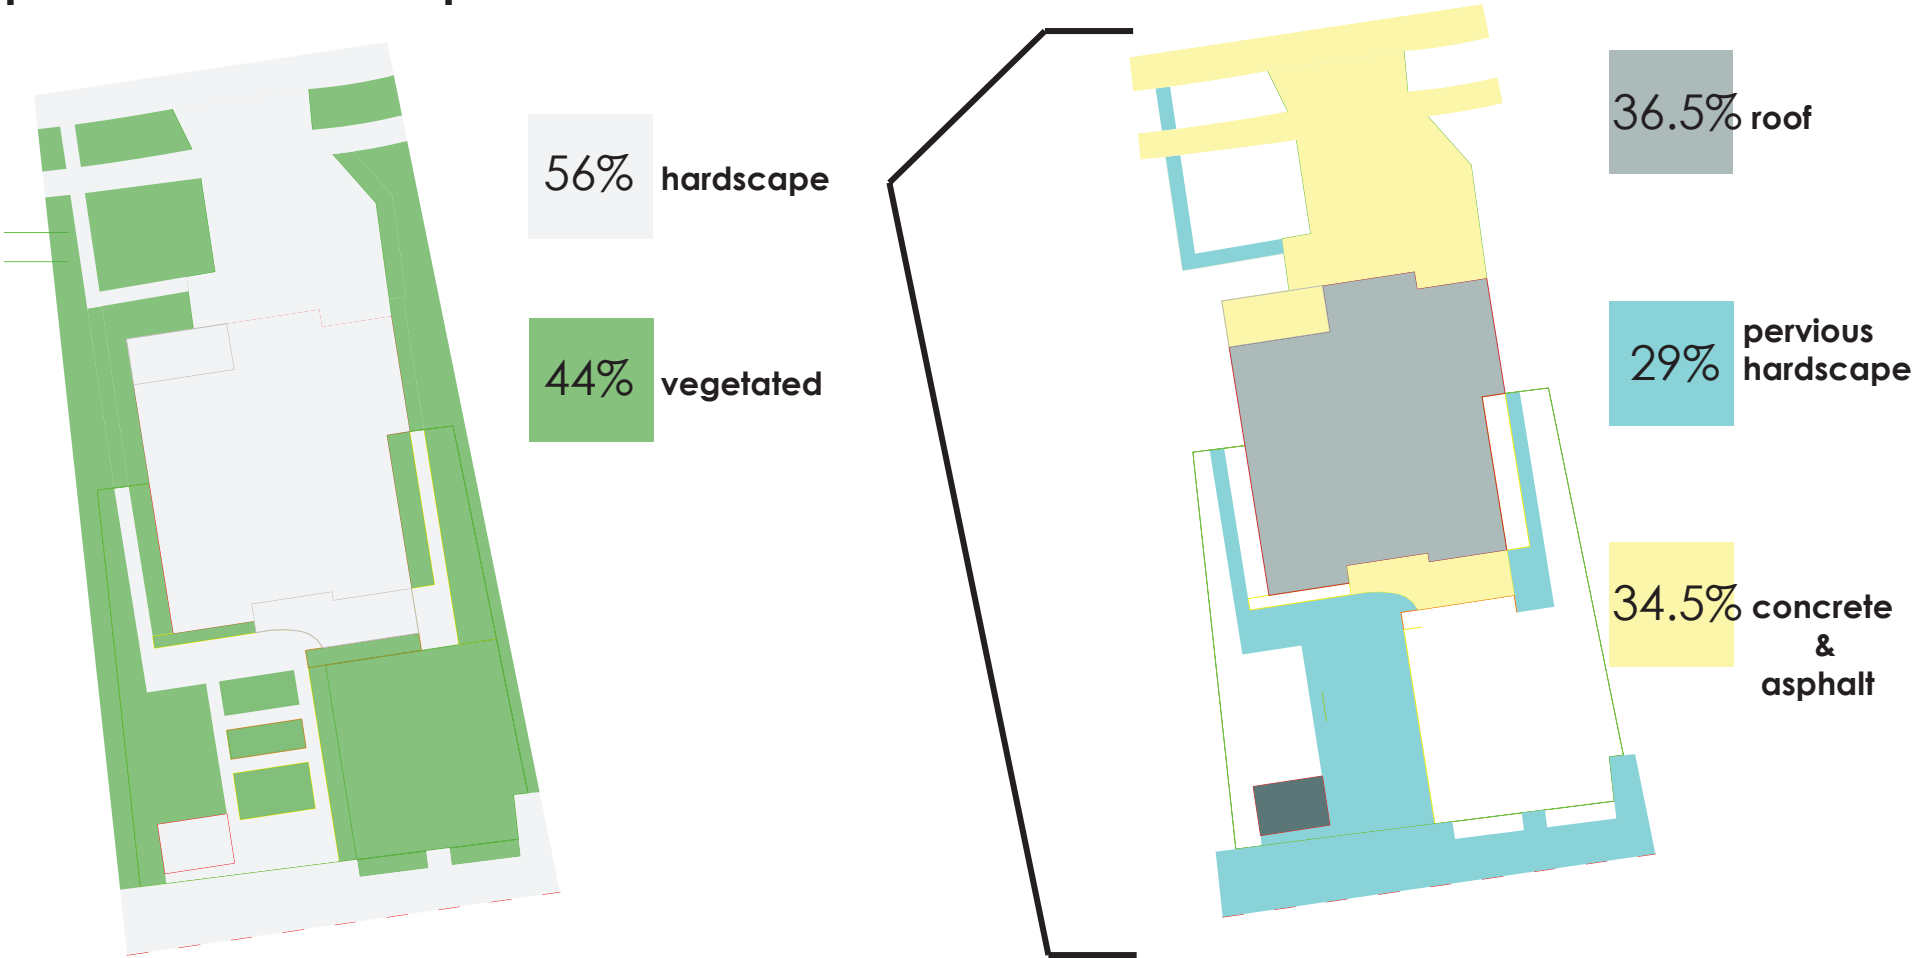 56% hardscape
44% vegetated
36.5% roof
29% pervious
hardscape
34.5% concrete
&
asphalt